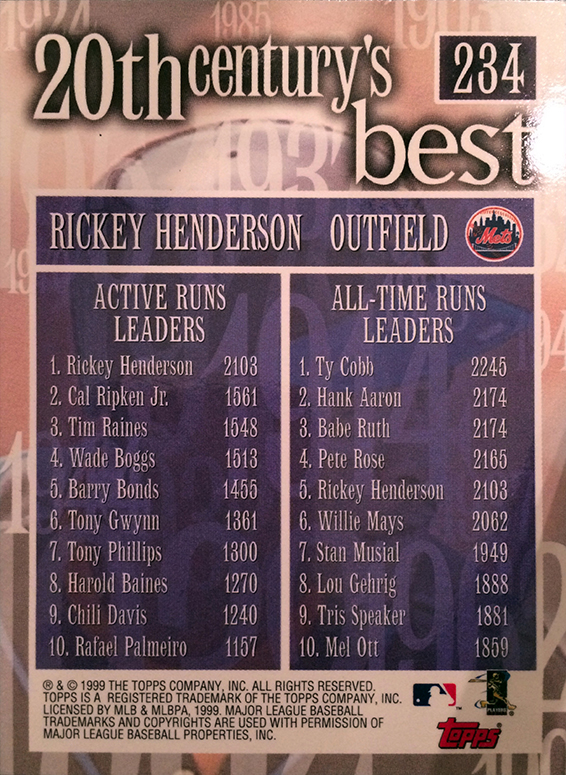 1924
1985
1903
20th century's
best
234
193
RICKEY HENDERSON OUTFIELD
Mets
ACTIVE RUNS
LEADERS
1. Rickey Henderson 2103
2. Cal Ripken Jr. 1561
3. Tim Raines 1548
4. Wade Boggs 1513
5. Barry Bonds 1455
6. Tony Gwynn 1361
7. Tony Phillips 1300
8. Harold Baines 1270
9. Chili Davis 1240
10. Rafael Palmeiro 1157
ALL-TIME RUNS
LEADERS
1. Ty Cobb 2245
2. Hank Aaron 2174
3. Babe Ruth 2174
4. Pete Rose 2165
5. Rickey Henderson 2103
6. Willie Mays 2062
7. Stan Musial 1949
8. Lou Gehrig 1888
9. Tris Speaker 1881
10. Mel Ott 1859
® & © 1999 THE TOPPS COMPANY, INC. ALL RIGHTS RESERVED.
TOPPS IS A REGISTERED TRADEMARK OF THE TOPPS COMPANY, INC.
LICENSED BY MLB & MLBPA, 1999. MAJOR LEAGUE BASEBALL
TRADEMARKS AND COPYRIGHTS ARE USED WITH PERMISSION OF
MAJOR LEAGUE BASEBALL PROPERTIES, INC.
PLAYERS
TOPPS